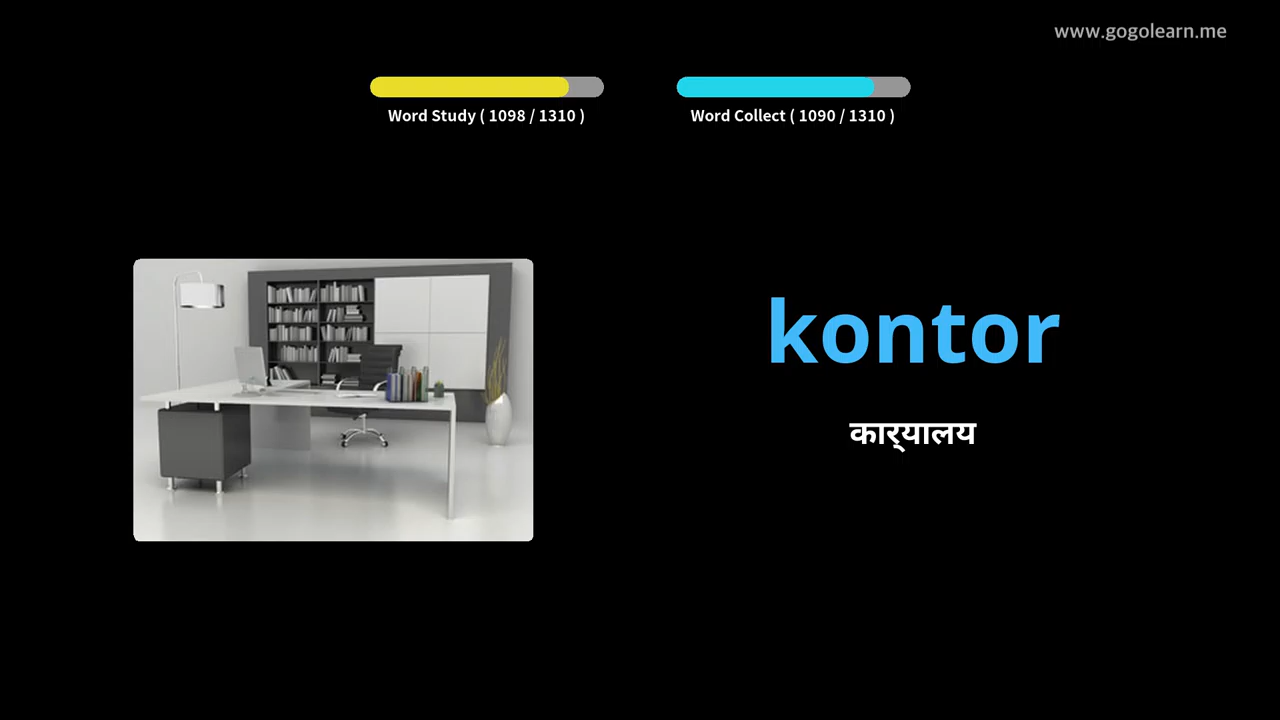 www.gogolearn.me
Word Study ( 1098 / 1310 )
Word Collect ( 1090 / 1310 )
kontor
कार्‍यालय